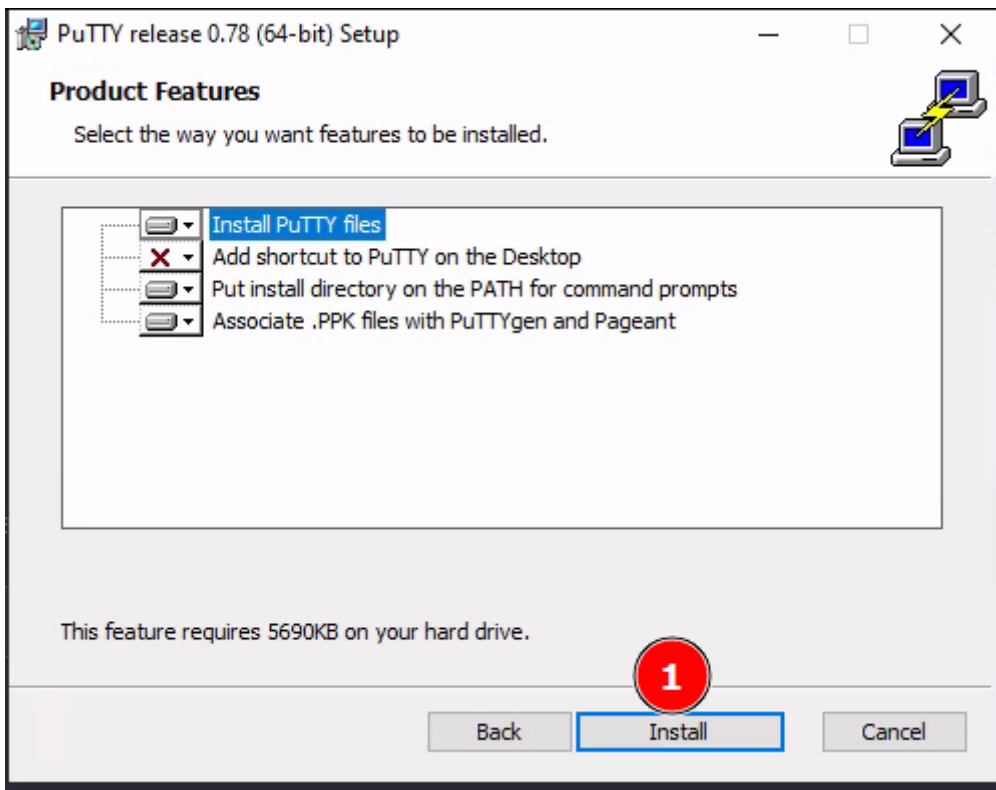 PuTTY release 0.78 (64-bit) Setup
Product Features
Select the way you want features to be installed.
Install PuTTY files
Add shortcut to PuTTY on the Desktop
Put install directory on the PATH for command prompts
Associate .PPK files with PuTTYgen and Pageant
This feature requires 5690KB on your hard drive.
1
Back Install Cancel